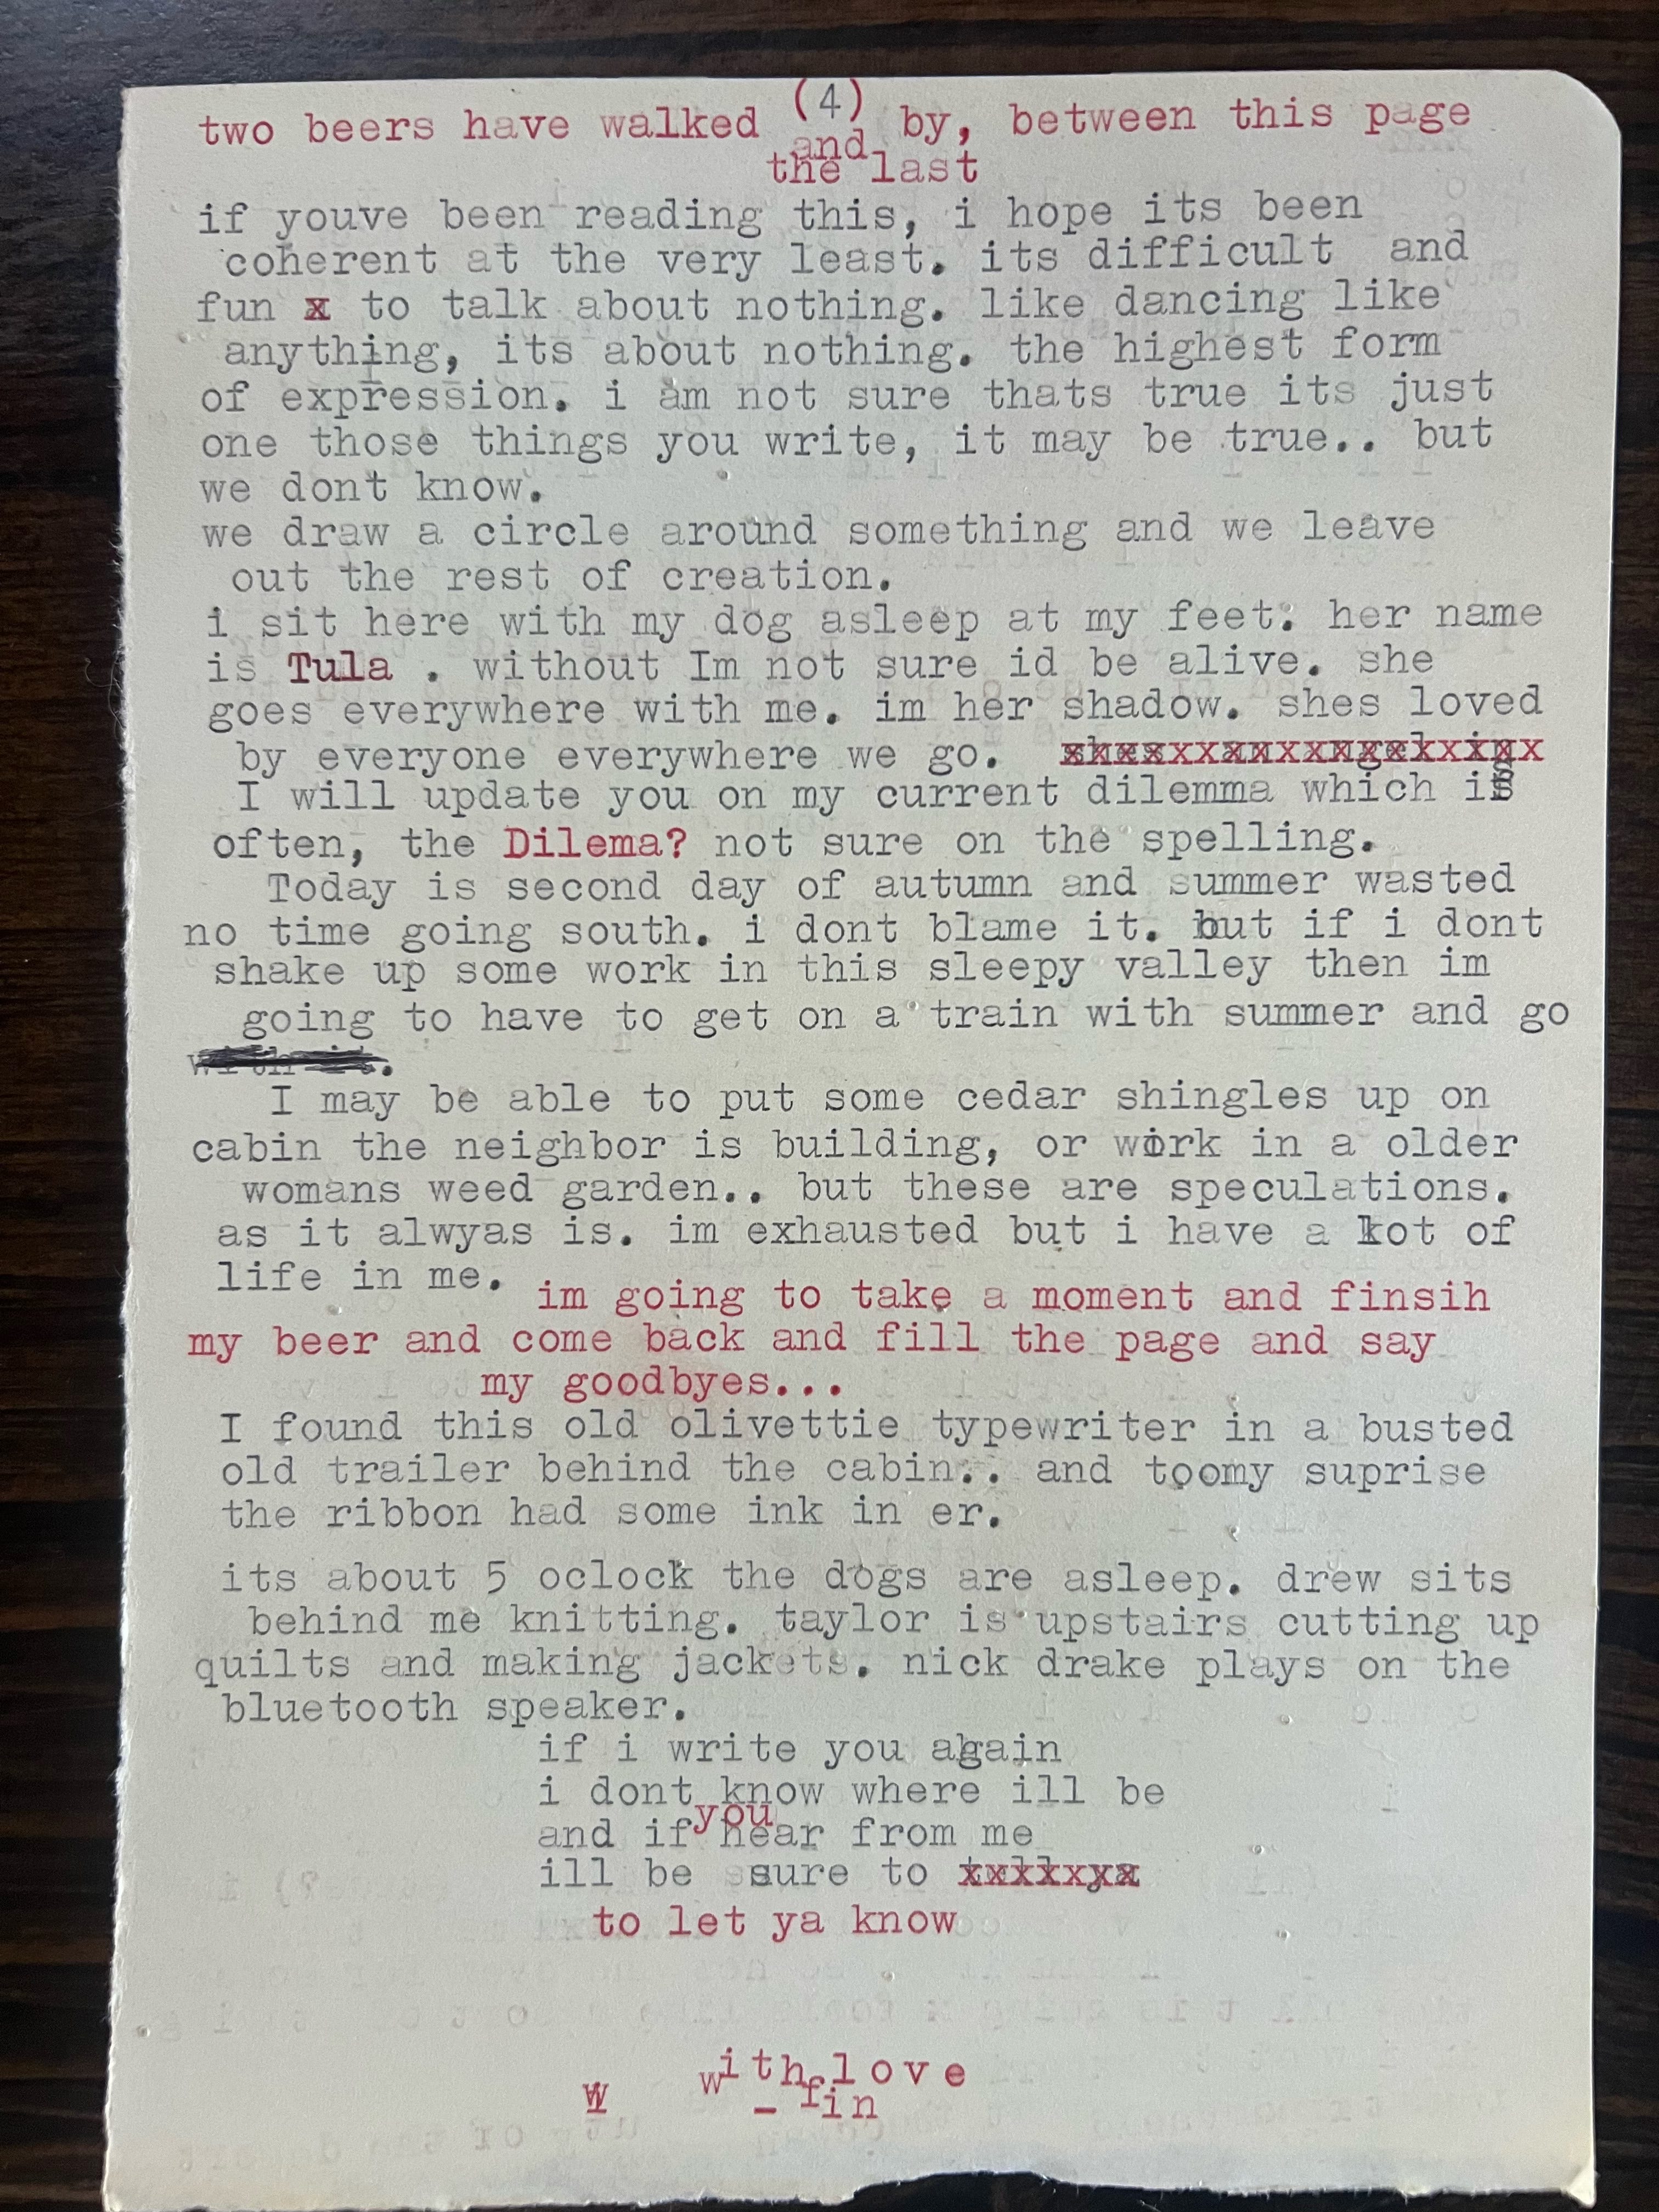 (4)
two beers have walked by, between this page
and
the last
if youve been reading this, i hope its been
coherent at the very least. its difficult and
fun x to talk about nothing. like dancing like
anything, its about nothing. the highest form
of expression. i am not sure thats true its just
one those things you write, it may be true.. but
we dont know.
we draw a circle around something and we leave
out the rest of creation.
i sit here with my dog asleep at my feet. her name
is Tula . without Im not sure id be alive. she
goes everywhere with me. im her shadow. shes loved
by everyone everywhere we go.
I will update you on my current dilemma which is
often, the Dilema? not sure on the spelling.
Today is second day of autumn and summer wasted
no time going south. i dont blame it. but if i dont
shake up some work in this sleepy valley then im
going to have to get on a train with summer and go
with it.
I may be able to put some cedar shingles up on
cabin the neighbor is building, or work in a older
womans weed garden.. but these are speculations.
as it alwyas is. im exhausted but i have a lot of
life in me. im going to take a moment and finsih
my beer and come back and fill the page and say
my goodbyes...
I found this old olivettie typewriter in a busted
old trailer behind the cabin.. and toomy suprise
the ribbon had some ink in er.
its about 5 oclock the dogs are asleep. drew sits
behind me knitting. taylor is upstairs cutting up
quilts and making jackets. nick drake plays on the
bluetooth speaker.
if i write you again
i dont know where ill be
and if you hear from me
ill be sure to
to let ya know
with love
w
- fin